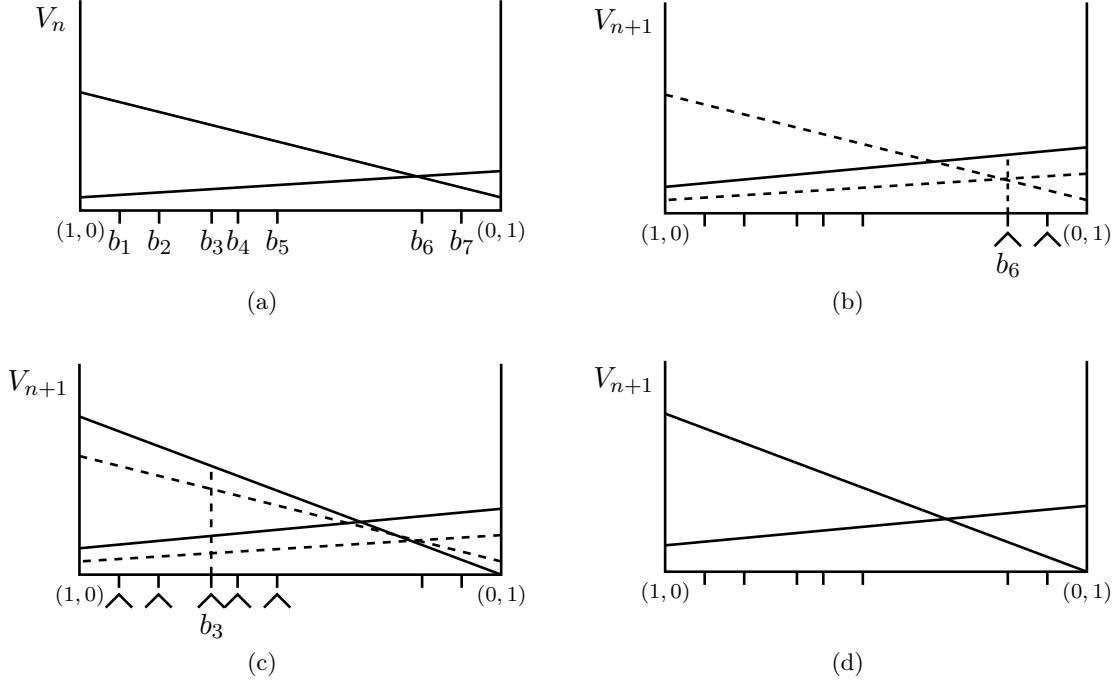 V_n
(1, 0) b_1 b_2 b_3 b_4 b_5 b_6 b_7 (0, 1)
(a)
V_{n+1}
(1, 0) (0, 1)
b_6
(b)
V_{n+1}
(1, 0) (0, 1)
b_3
(c)
V_{n+1}
(1, 0) (0, 1)
(d)